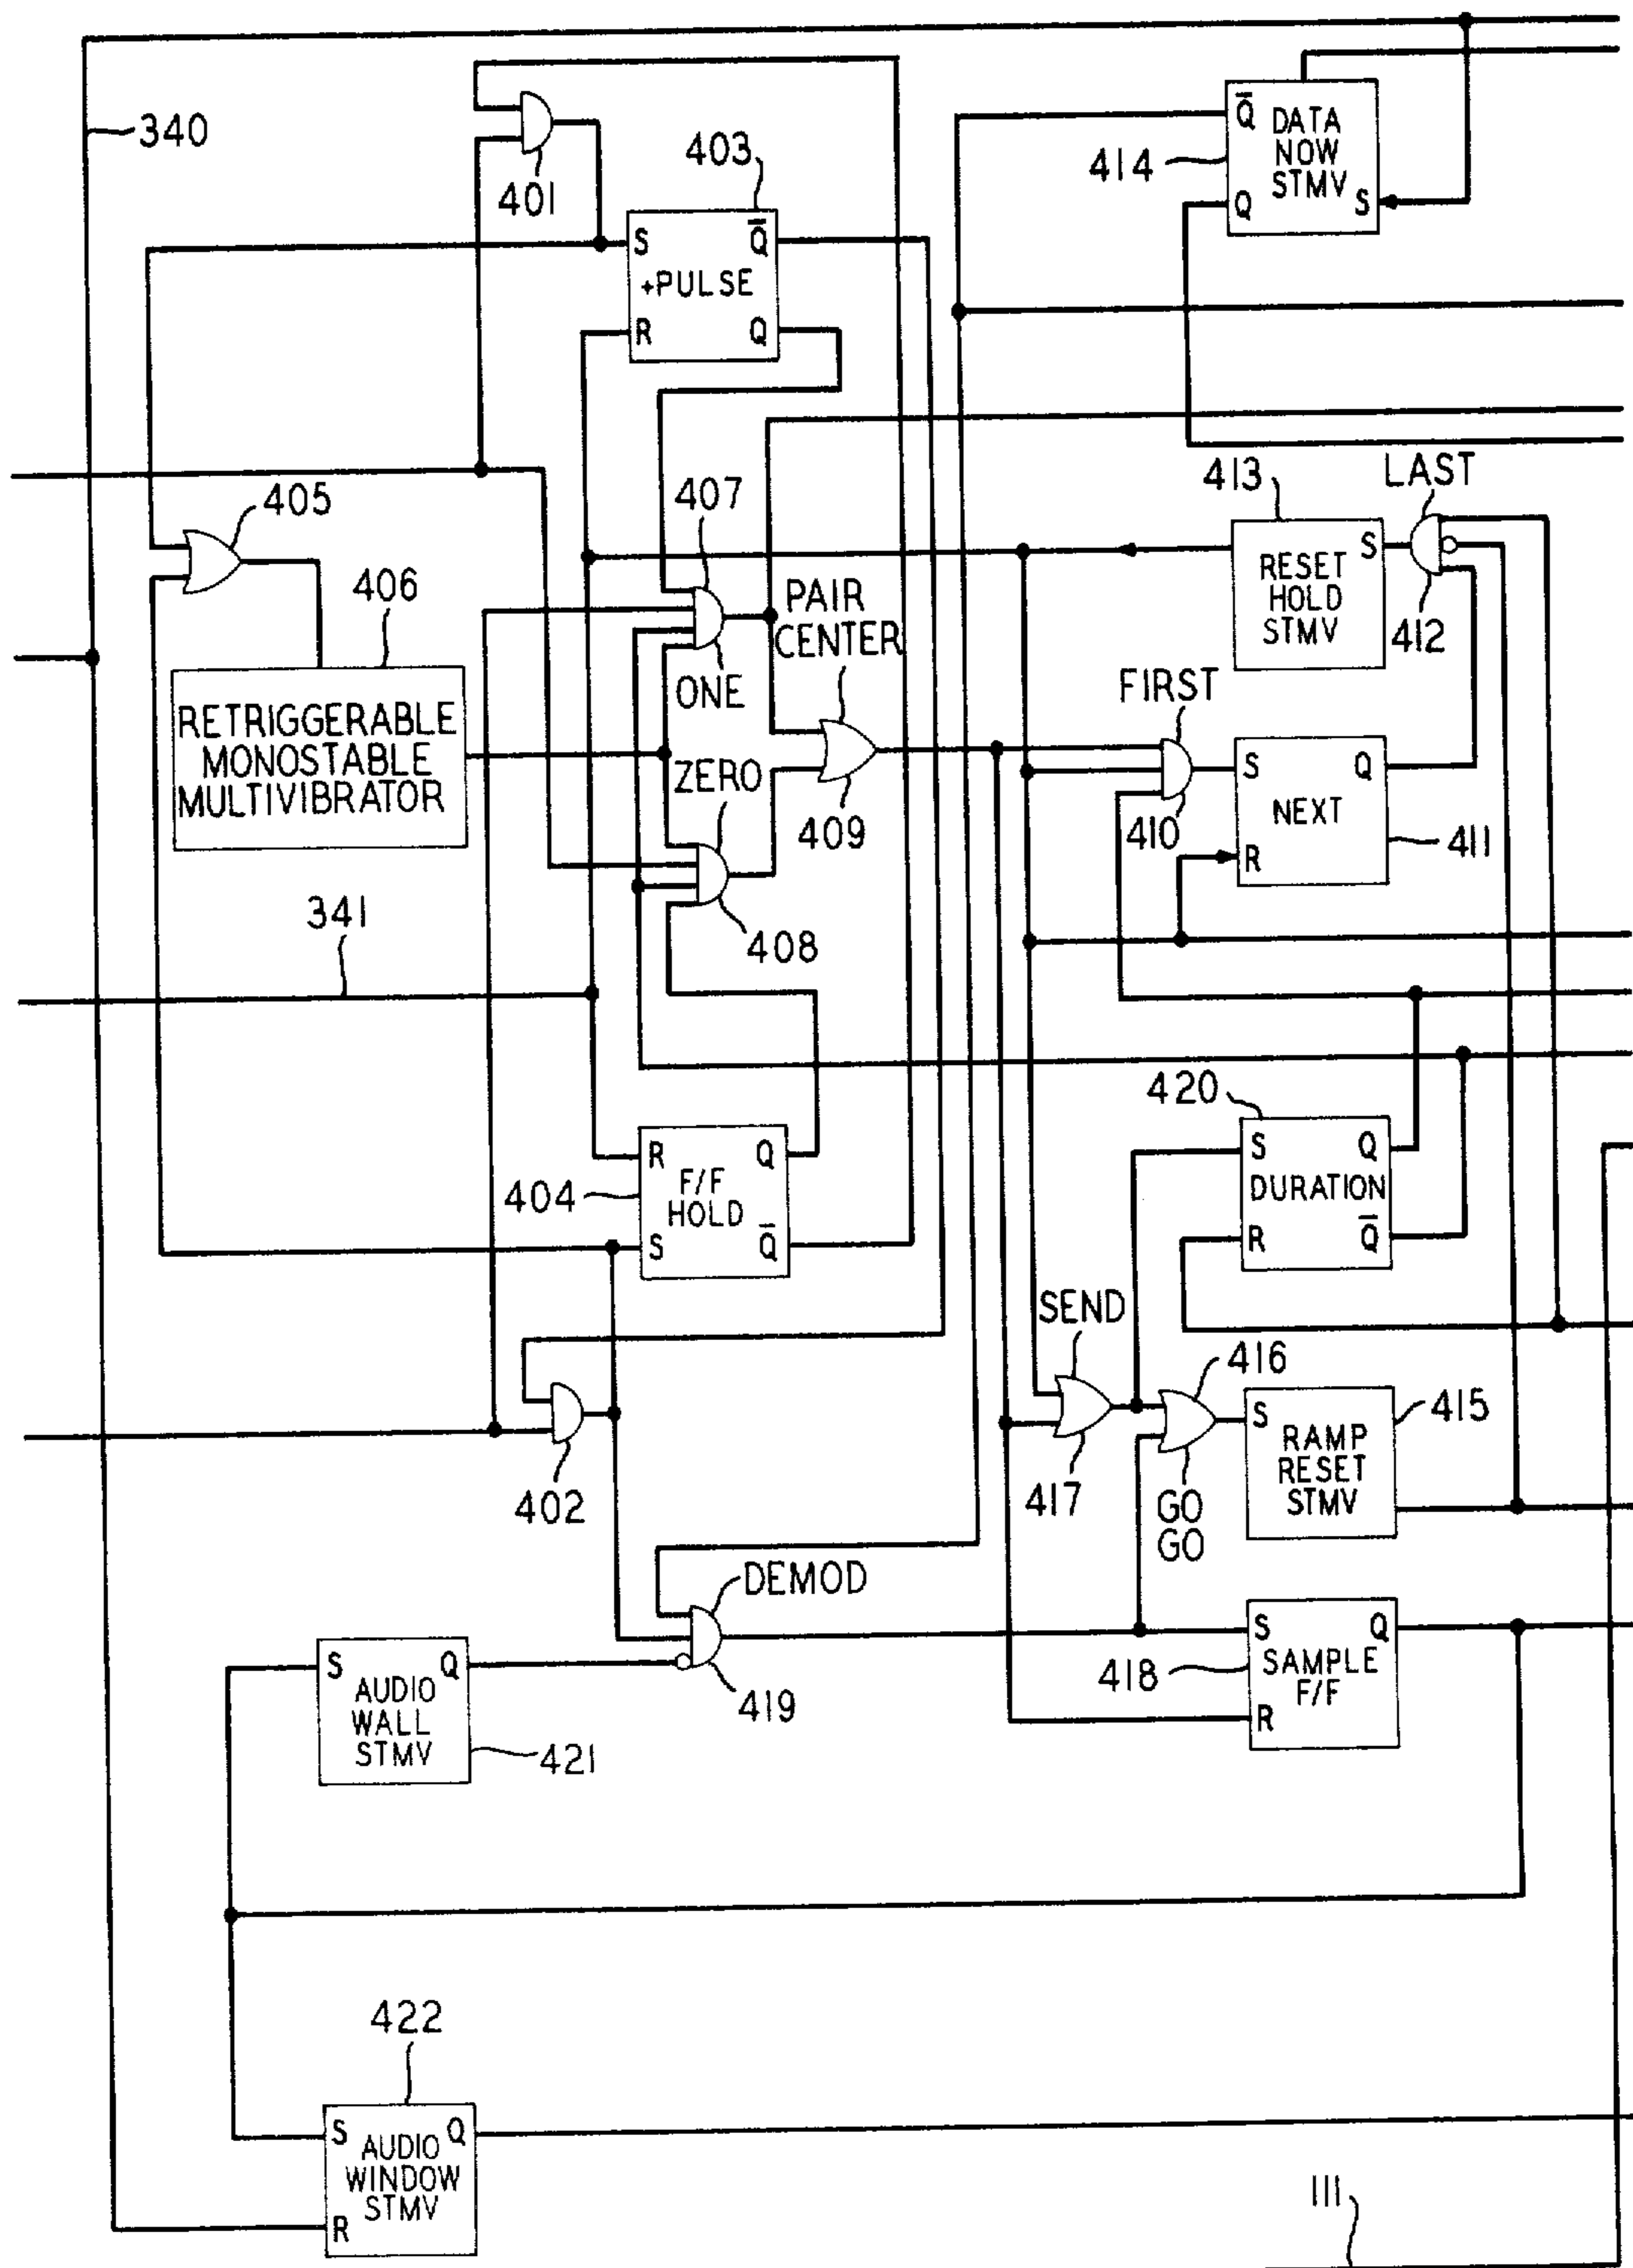 340
401
403
S Q̄
+PULSE
R Q
Q̄ DATA
NOW
STMV
Q S
414
405
406
RETRIGGERABLE
MONOSTABLE
MULTIVIBRATOR
407
ONE
PAIR
CENTER
ZERO
408
409
413
S
RESET
HOLD
STMV
LAST
412
FIRST
410
S Q
NEXT
R
411
341
404
R Q
F/F
HOLD
S Q̄
402
420
S Q
DURATION
R Q̄
SEND
417
416
GO
GO
S
RAMP
RESET
STMV
415
DEMOD
419
418
S Q
SAMPLE
F/F
R
S Q
AUDIO
WALL
STMV
421
422
S Q
AUDIO
WINDOW
STMV
R
111